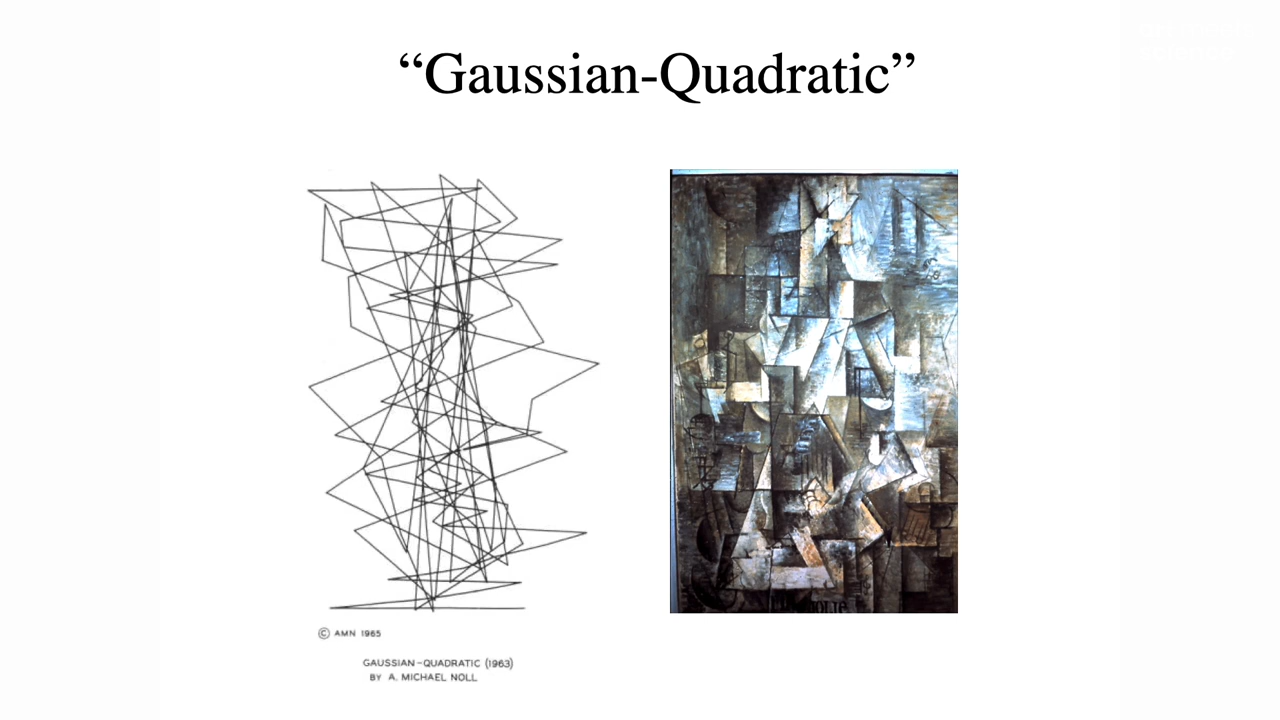 “Gaussian-Quadratic”
© AMN 1965
GAUSSIAN-QUADRATIC (1963)
BY A. MICHAEL NOLL